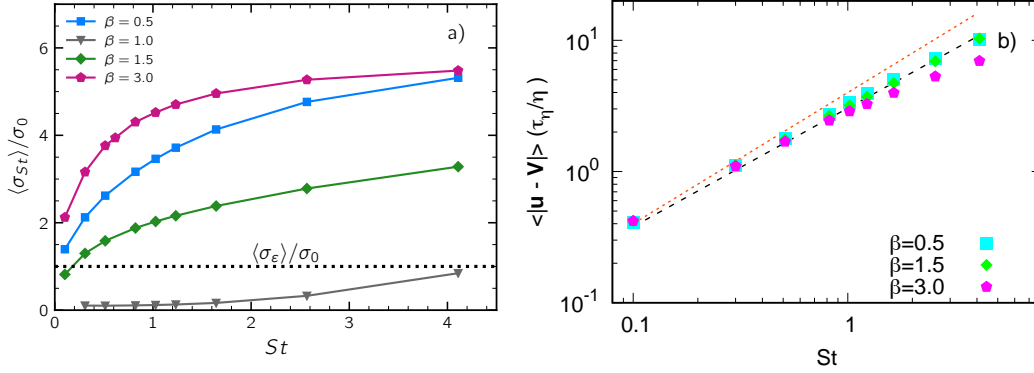 a)
β = 0.5
β = 1.0
β = 1.5
β = 3.0
⟨σ_St⟩/σ_0
6
4
2
0
⟨σ_ε⟩/σ_0
0 1 2 3 4
St
b)
<|u - V|> (τ_η/η)
10^1
10^0
10^-1
β=0.5
β=1.5
β=3.0
0.1 1
St